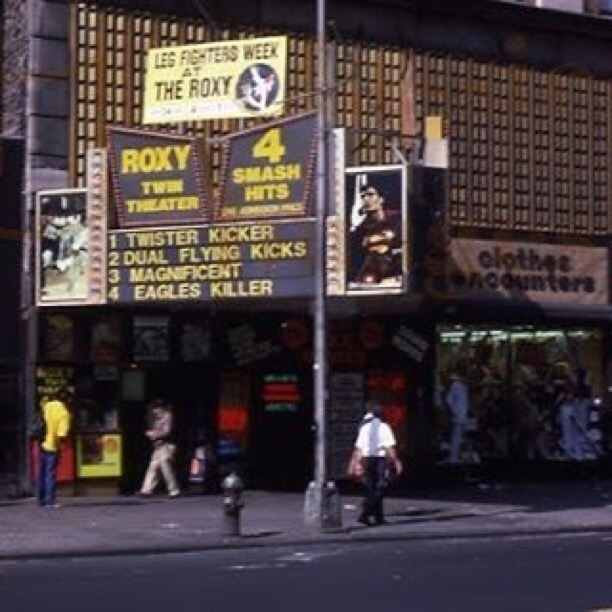 LEG FIGHTERS WEEK
AT
THE ROXY
ROXY
TWIN
THEATER
4
SMASH
HITS
1 TWISTER KICKER
2 DUAL FLYING KICKS
3 MAGNIFICENT
4 EAGLES KILLER
clothes
encounters